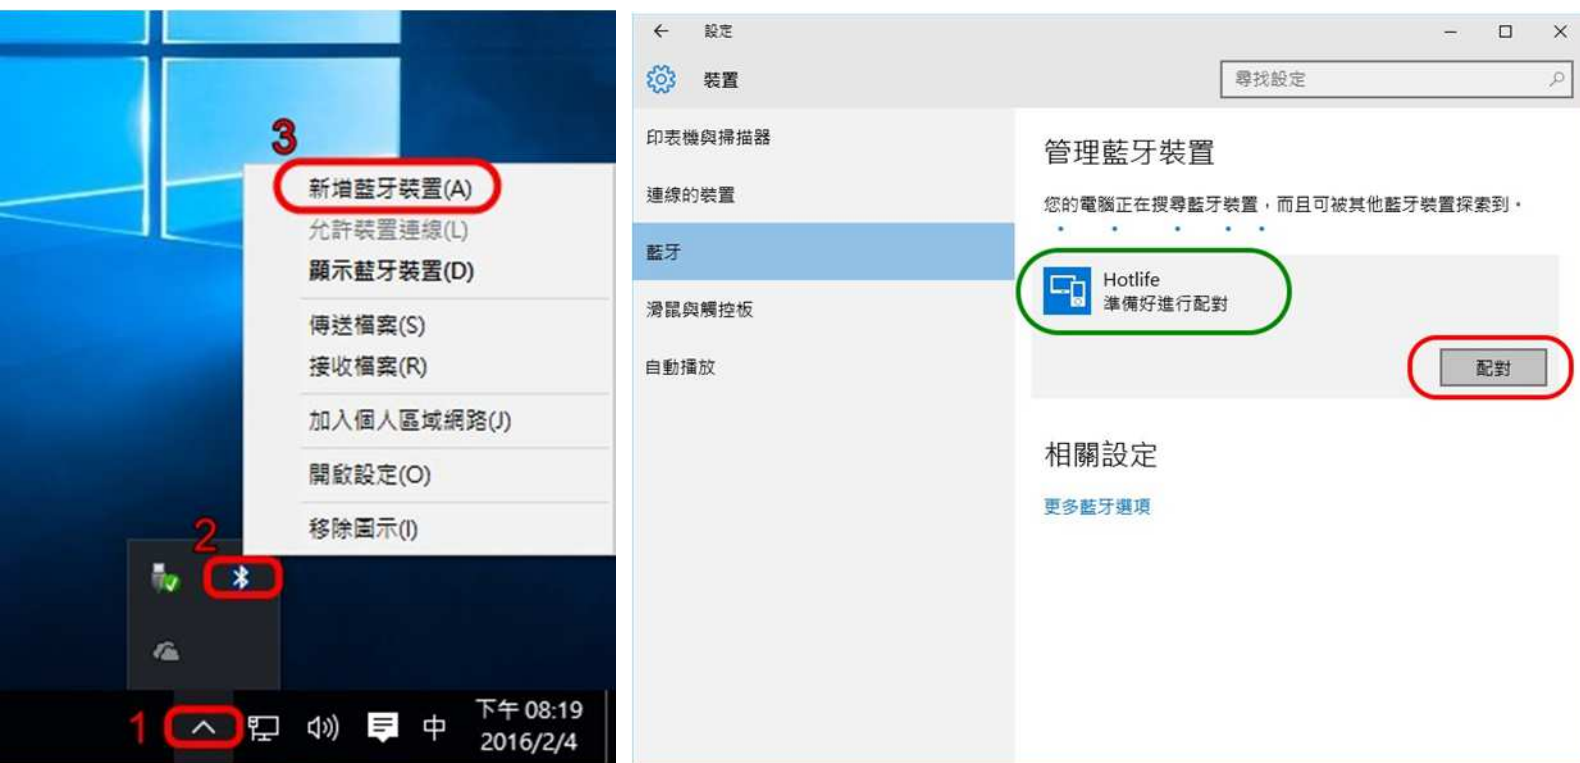 3
新增藍牙裝置(A)
允許裝置連線(L)
顯示藍牙裝置(D)
傳送檔案(S)
接收檔案(R)
加入個人區域網路(J)
開啟設定(O)
移除圖示(I)
2
1
中
下午 08:19
2016/2/4
設定
裝置
尋找設定
印表機與掃描器
連線的裝置
藍牙
滑鼠與觸控板
自動播放
管理藍牙裝置
您的電腦正在搜尋藍牙裝置，而且可被其他藍牙裝置探索到。
Hotlife
準備好進行配對
配對
相關設定
更多藍牙選項